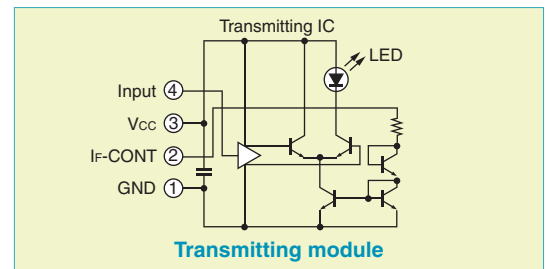 Transmitting IC
LED
Input ④
Vcc ③
IF-CONT ②
GND ①
Transmitting module